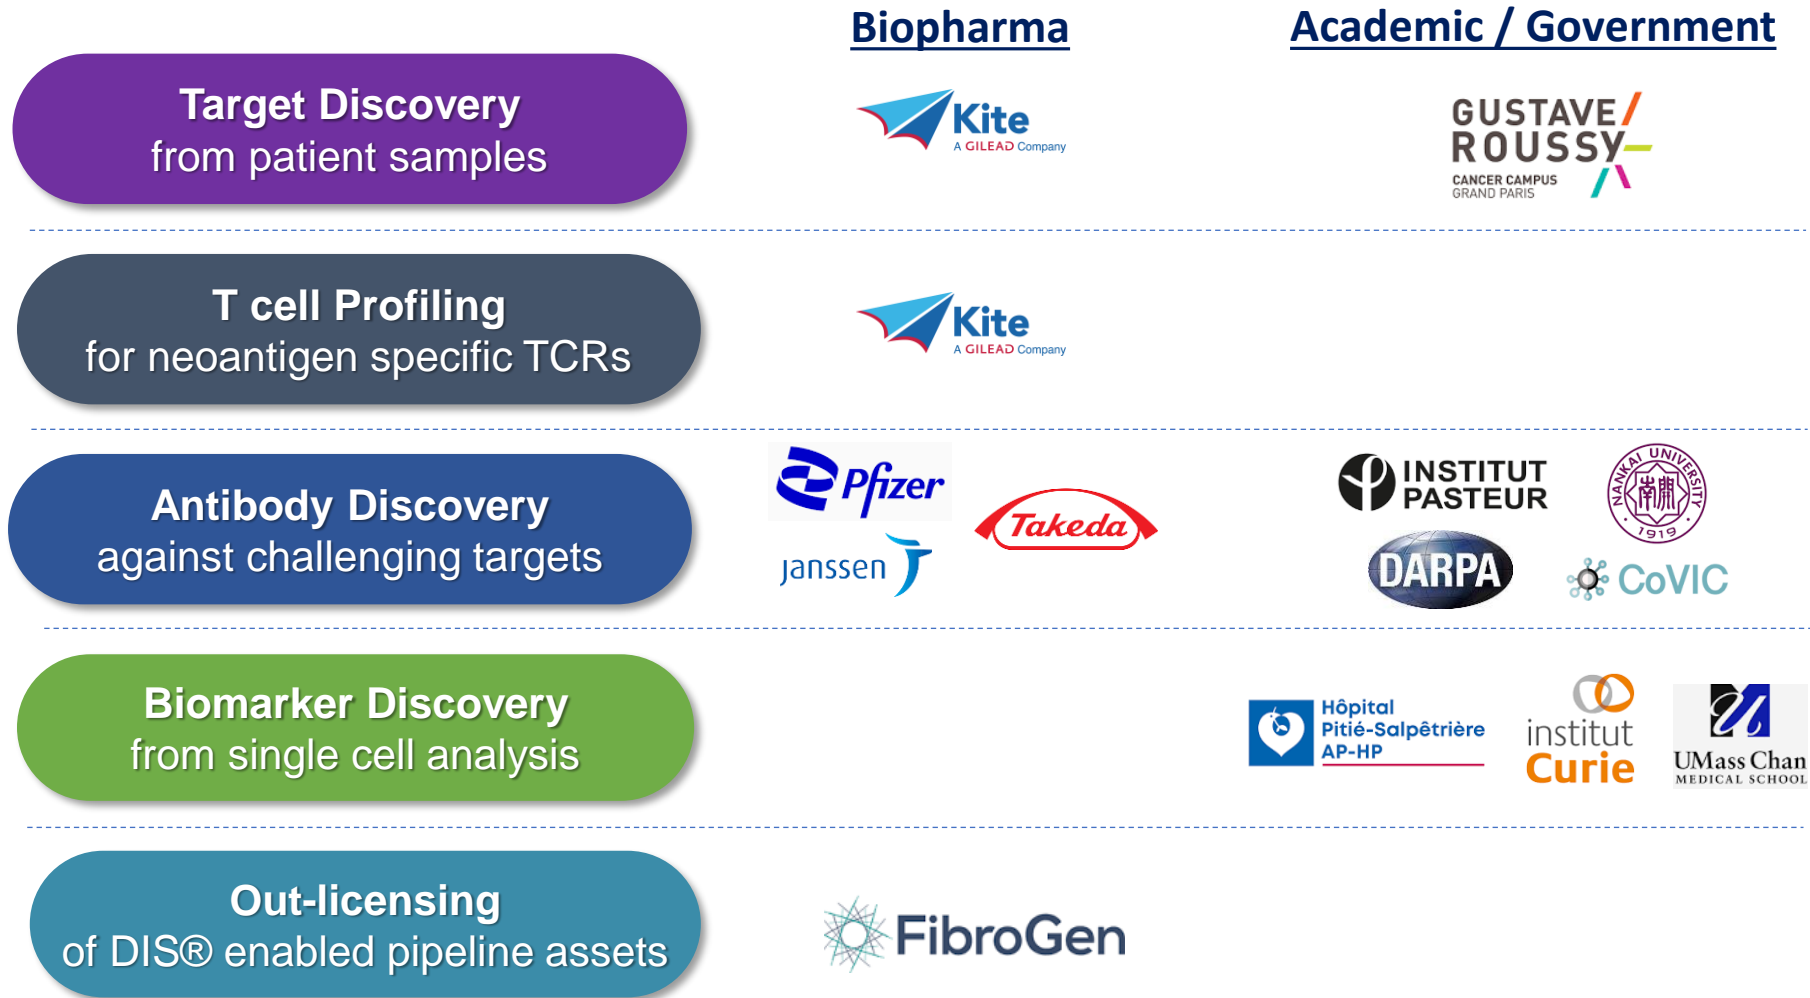 Biopharma
Academic / Government
Target Discovery
from patient samples
Kite
A GILEAD Company
GUSTAVE/
ROUSSY
CANCER CAMPUS
GRAND PARIS
T cell Profiling
for neoantigen specific TCRs
Kite
A GILEAD Company
Antibody Discovery
against challenging targets
Pfizer
Takeda
janssen
INSTITUT
PASTEUR
NANKAI UNIVERSITY
南開
· 1919 ·
DARPA
CoVIC
Biomarker Discovery
from single cell analysis
Hôpital
Pitié-Salpêtrière
AP-HP
institut
Curie
UMass Chan
MEDICAL SCHOOL
Out-licensing
of DIS® enabled pipeline assets
FibroGen